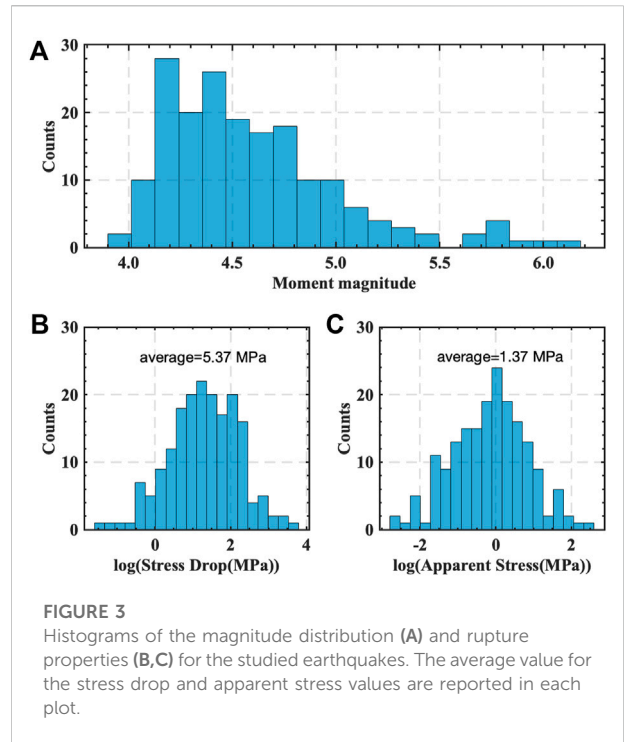 A
30
20
10
0
Counts
4.0 4.5 5.0 5.5 6.0
Moment magnitude
B
30
20
10
0
Counts
average=5.37 MPa
0 2 4
log(Stress Drop(MPa))
C
30
20
10
0
Counts
average=1.37 MPa
-2 0 2
log(Apparent Stress(MPa))
FIGURE 3
Histograms of the magnitude distribution (A) and rupture
properties (B,C) for the studied earthquakes. The average value for
the stress drop and apparent stress values are reported in each
plot.